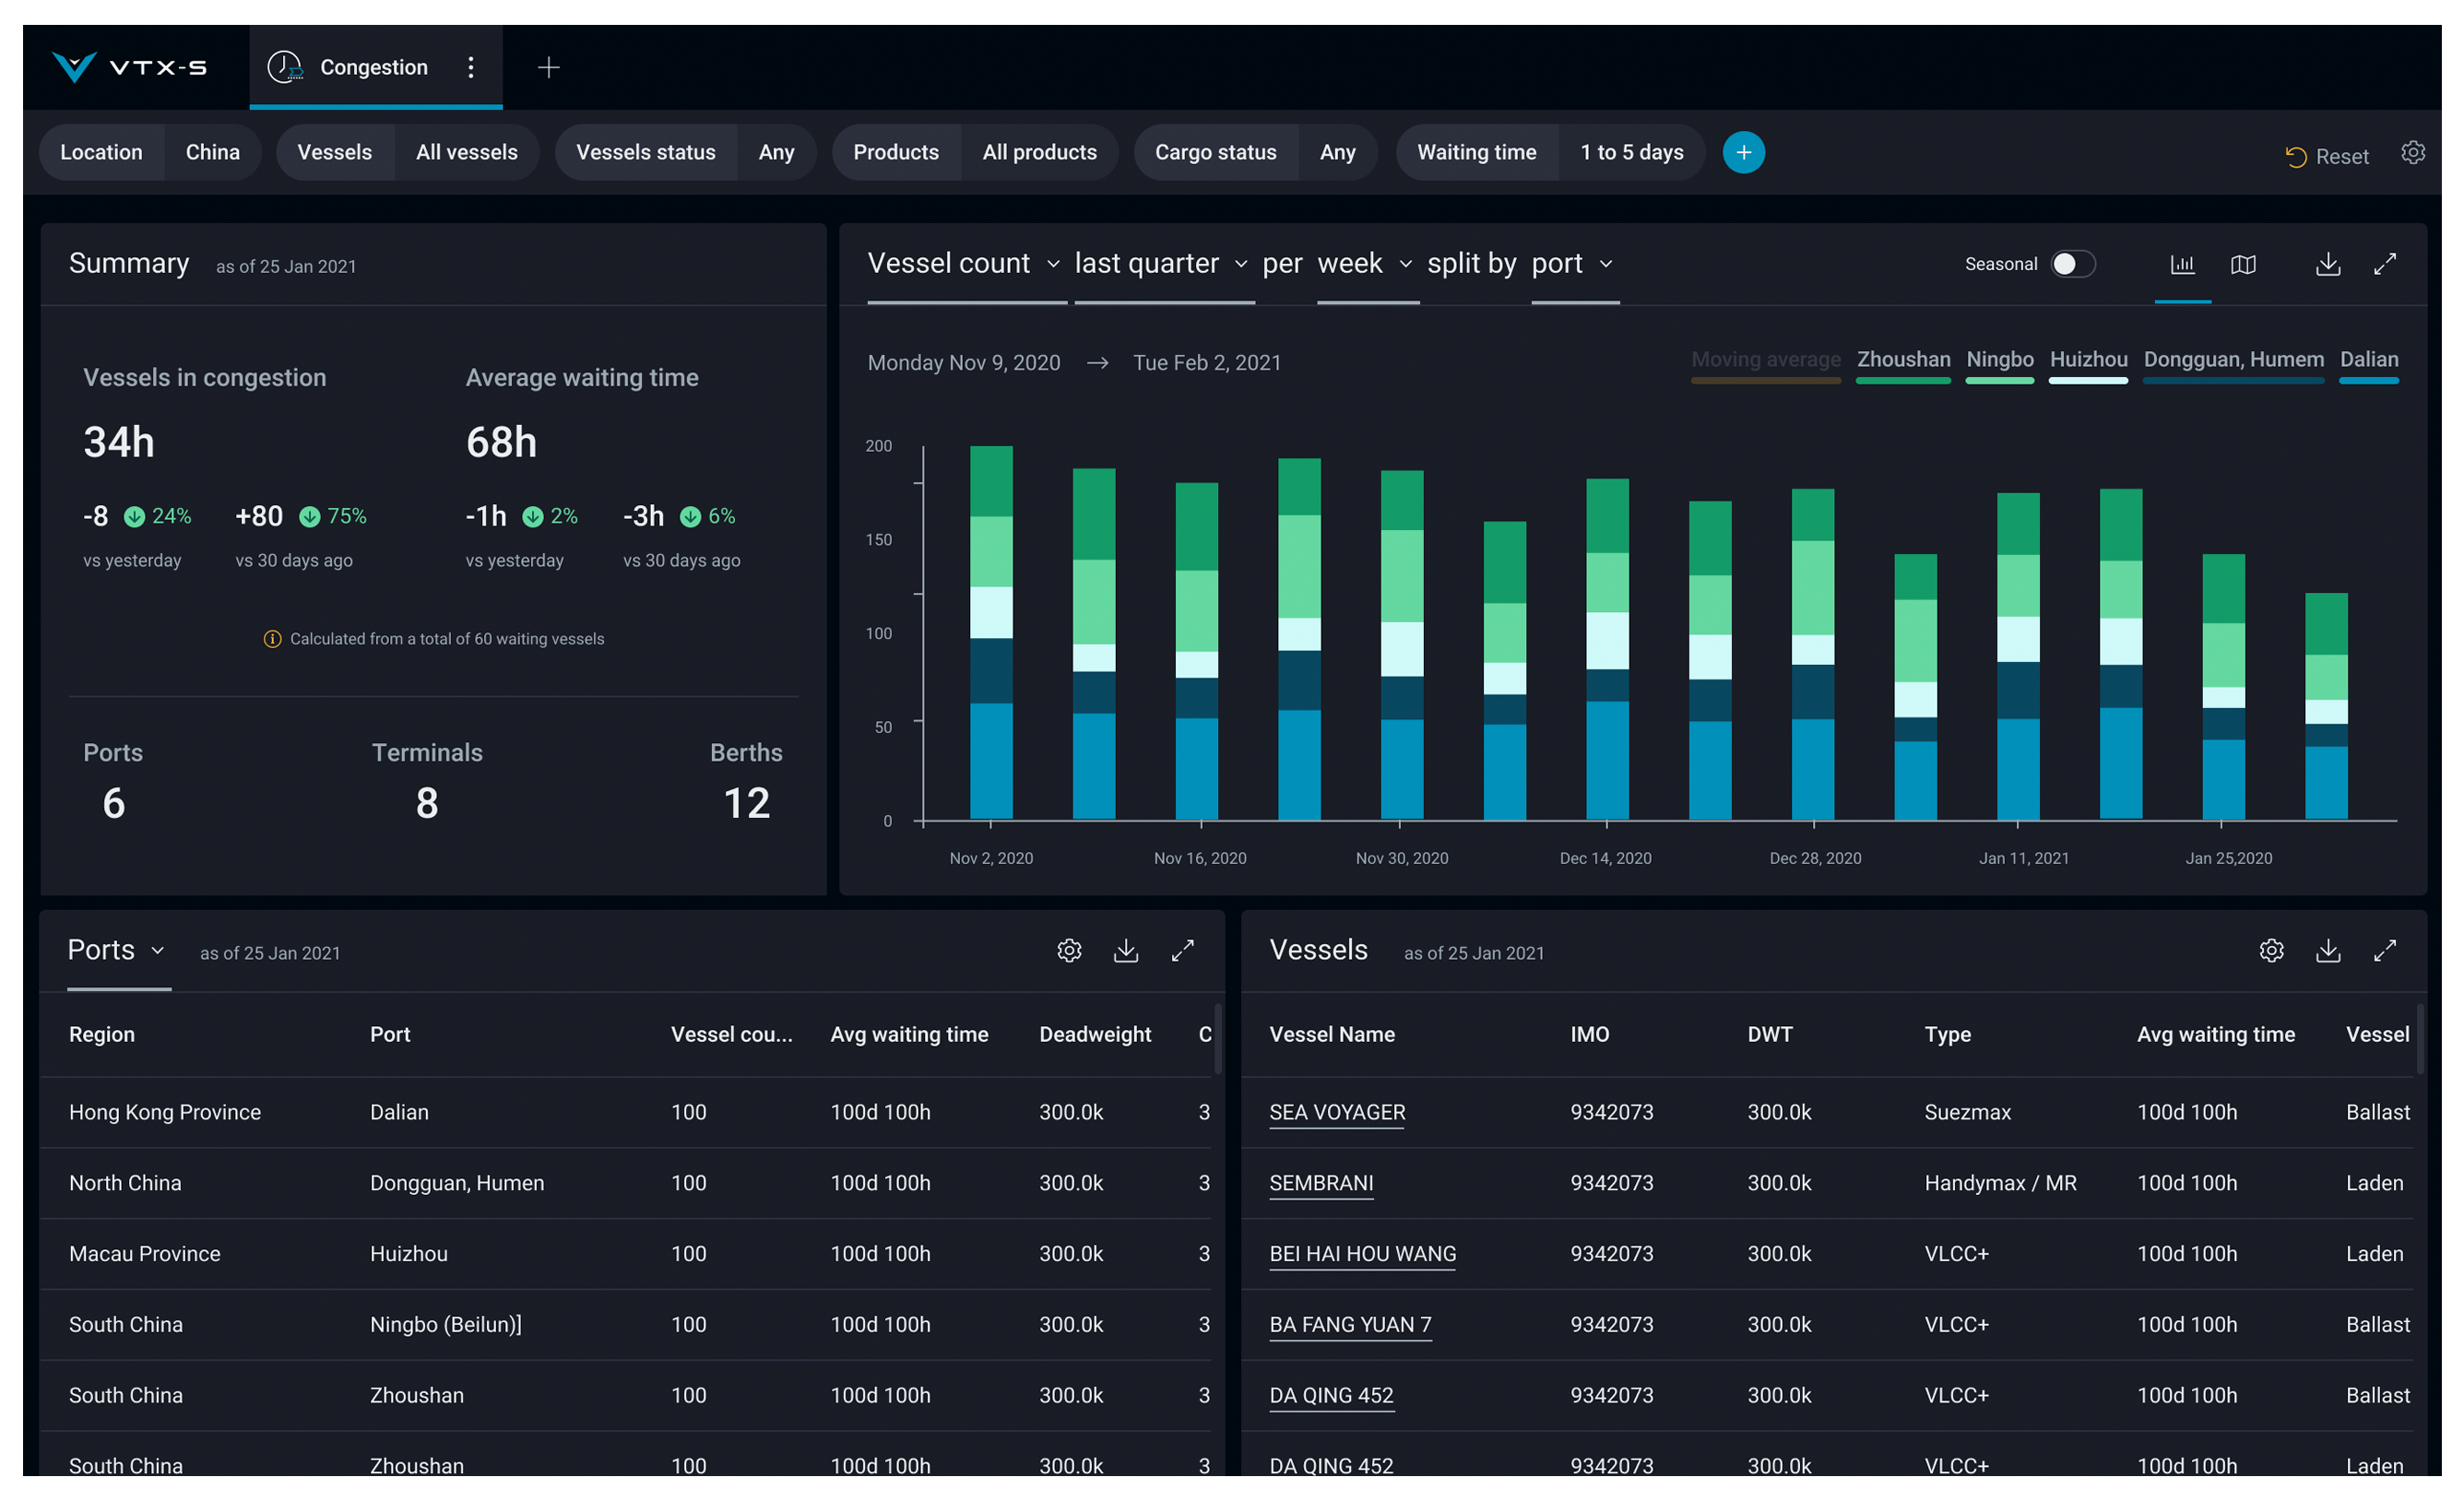 VTX-S
Congestion
Location China Vessels All vessels Vessels status Any Products All products Cargo status Any Waiting time 1 to 5 days + Reset
Summary as of 25 Jan 2021
Vessels in congestion Average waiting time
34h 68h
-8 24% +80 75% -1h 2% -3h 6%
vs yesterday vs 30 days ago vs yesterday vs 30 days ago
Calculated from a total of 60 waiting vessels
Ports Terminals Berths
6 8 12
Vessel count last quarter per week split by port Seasonal
Monday Nov 9, 2020 → Tue Feb 2, 2021
Moving average Zhoushan Ningbo Huizhou Dongguan, Humem Dalian
200
150
100
50
0
Nov 2, 2020 Nov 16, 2020 Nov 30, 2020 Dec 14, 2020 Dec 28, 2020 Jan 11, 2021 Jan 25,2020
Ports as of 25 Jan 2021
Region Port Vessel cou... Avg waiting time Deadweight C
Hong Kong Province Dalian 100 100d 100h 300.0k 3
North China Dongguan, Humen 100 100d 100h 300.0k 3
Macau Province Huizhou 100 100d 100h 300.0k 3
South China Ningbo (Beilun)] 100 100d 100h 300.0k 3
South China Zhoushan 100 100d 100h 300.0k 3
South China Zhoushan 100 100d 100h 300.0k 3
Vessels as of 25 Jan 2021
Vessel Name IMO DWT Type Avg waiting time Vessel
SEA VOYAGER 9342073 300.0k Suezmax 100d 100h Ballast
SEMBRANI 9342073 300.0k Handymax / MR 100d 100h Laden
BEI HAI HOU WANG 9342073 300.0k VLCC+ 100d 100h Laden
BA FANG YUAN 7 9342073 300.0k VLCC+ 100d 100h Ballast
DA QING 452 9342073 300.0k VLCC+ 100d 100h Ballast
DA QING 452 9342073 300.0k VLCC+ 100d 100h Laden